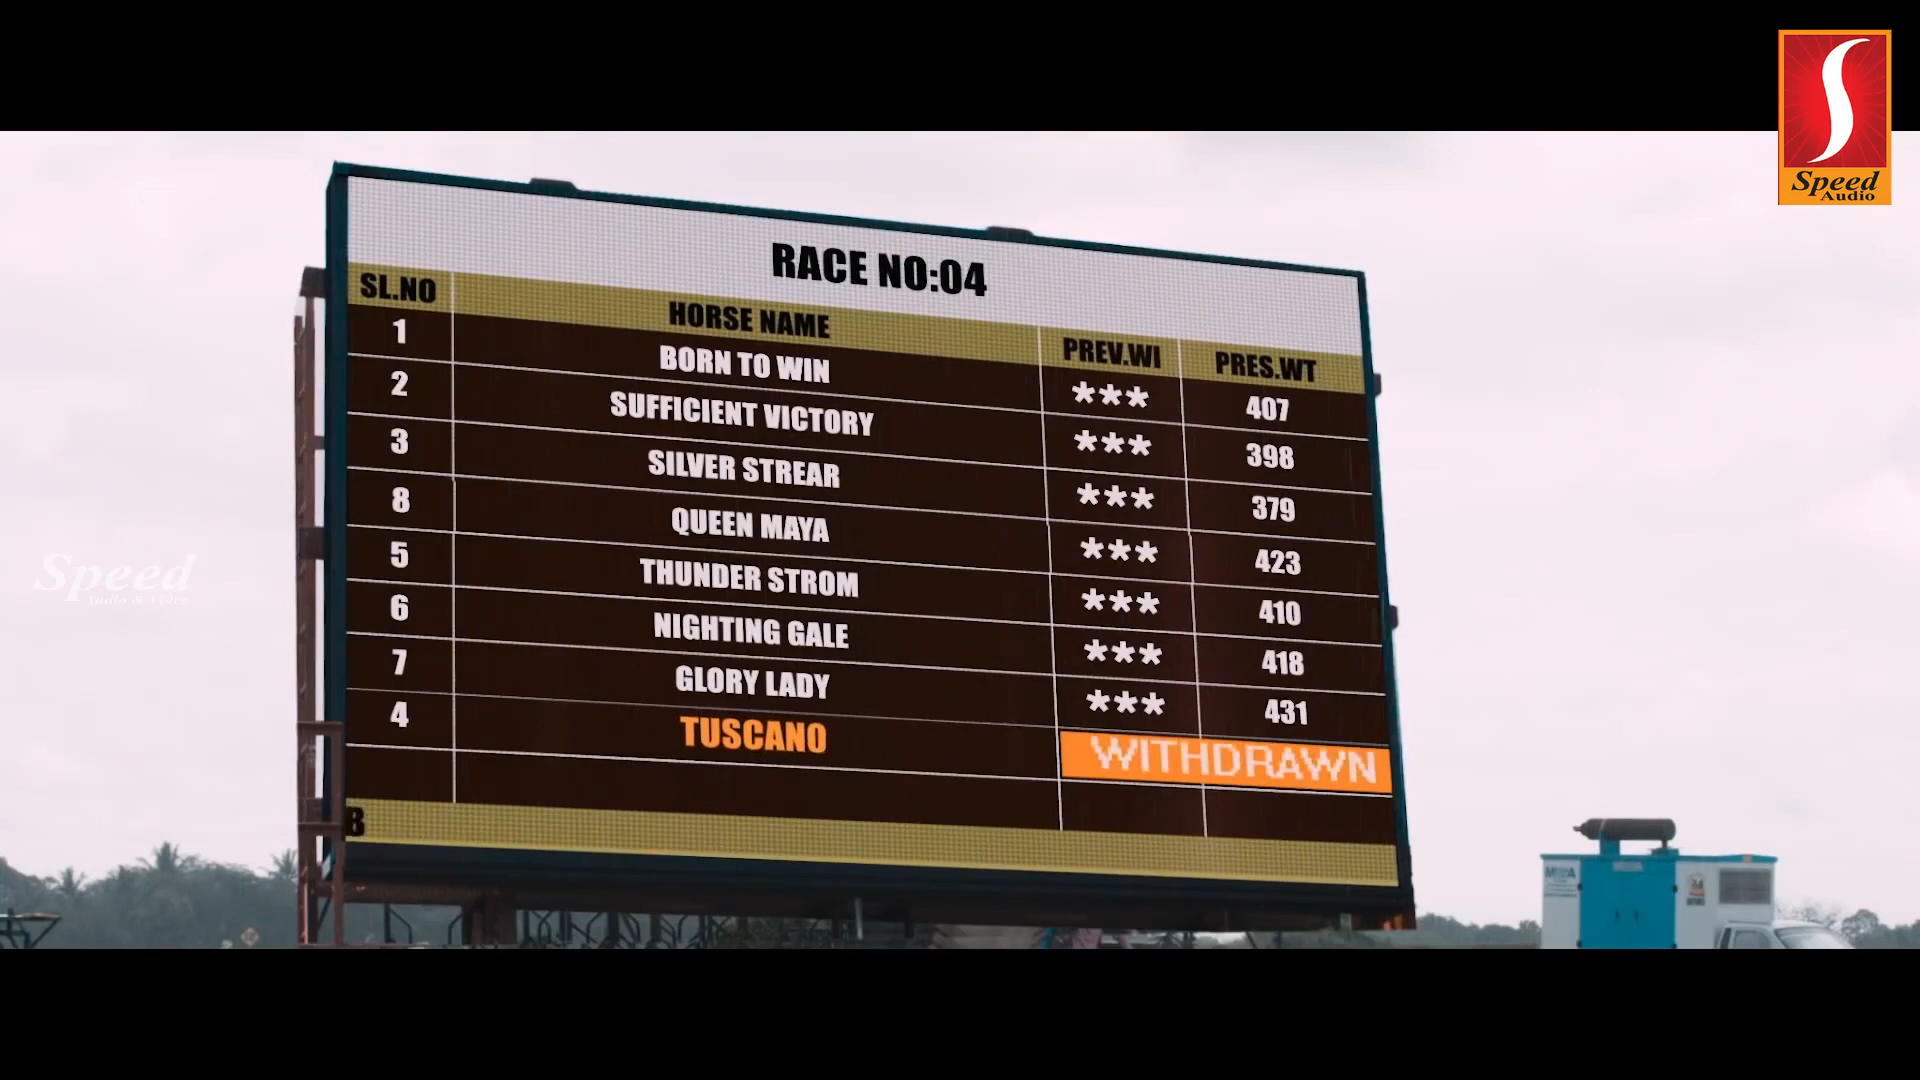 S
Speed
Audio
RACE NO:04
SL.NO HORSE NAME PREV.WI PRES.WT
1 BORN TO WIN *** 407
2 SUFFICIENT VICTORY *** 398
3 SILVER STREAR *** 379
8 QUEEN MAYA *** 423
5 THUNDER STROM *** 410
6 NIGHTING GALE *** 418
7 GLORY LADY *** 431
4 TUSCANO WITHDRAWN
B
Speed
Audio & Video